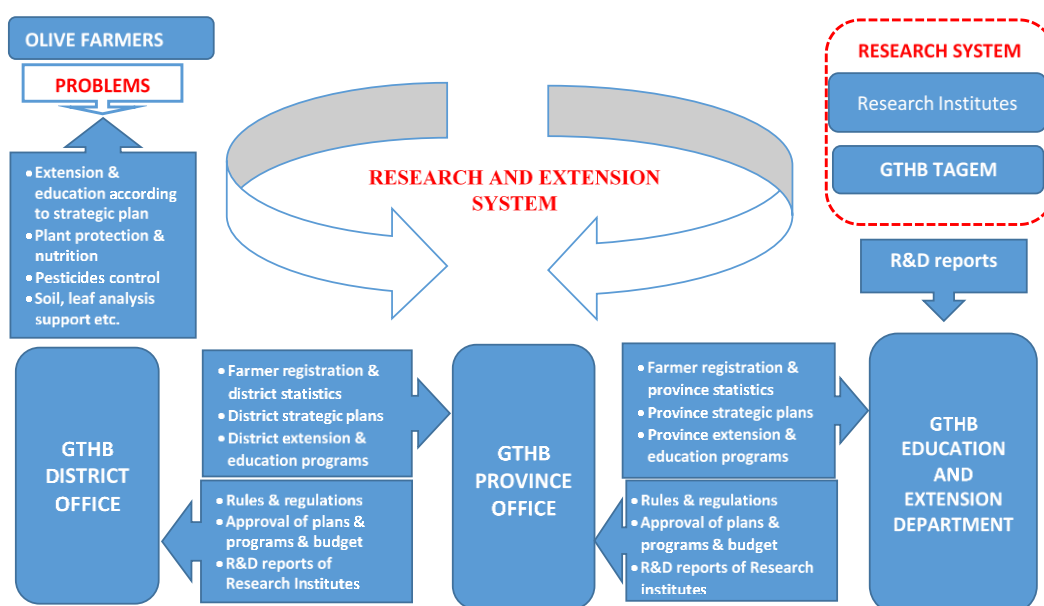 OLIVE FARMERS
PROBLEMS
• Extension &
education according
to strategic plan
• Plant protection &
nutrition
• Pesticides control
• Soil, leaf analysis
support etc.
RESEARCH AND EXTENSION
SYSTEM
RESEARCH SYSTEM
Research Institutes
GTHB TAGEM
R&D reports
GTHB
DISTRICT
OFFICE
• Farmer registration &
district statistics
• District strategic plans
• District extension &
education programs
• Rules & regulations
• Approval of plans &
programs & budget
• R&D reports of
Research Institutes
GTHB
PROVINCE
OFFICE
• Farmer registration &
province statistics
• Province strategic plans
• Province extension &
education programs
• Rules & regulations
• Approval of plans &
programs & budget
• R&D reports of Research
institutes
GTHB
EDUCATION
AND
EXTENSION
DEPARTMENT